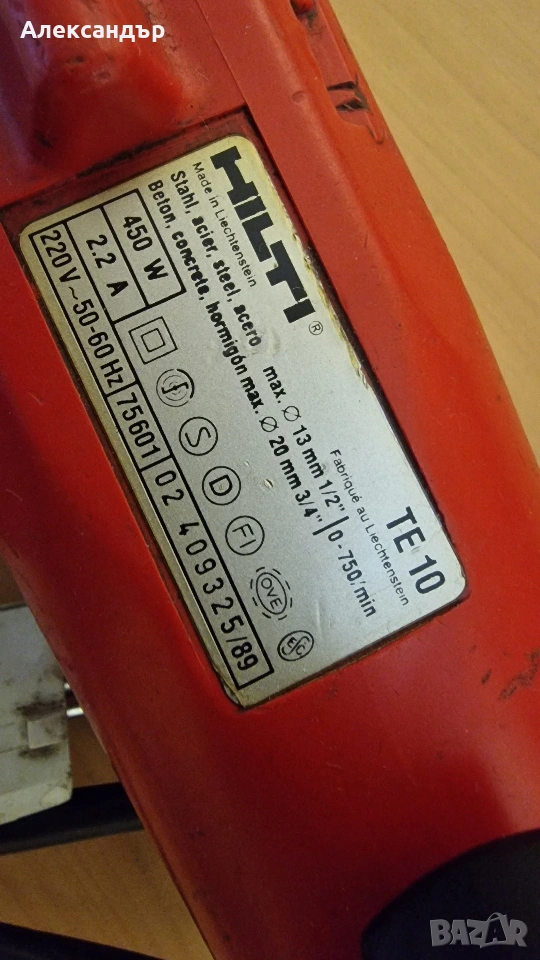 Александър
HILTI ® TE 10
Made in Liechtenstein Fabriqué au Liechtenstein
Stahl, acier, steel, acero max. Ø 13 mm 1/2" 0-750/min
Beton, concrete, hormigón max. Ø 20 mm 3/4"
450 W
2.2 A S D FI OVE
220 V ~ 50-60 Hz 75601 02 409325/89
BAZAR